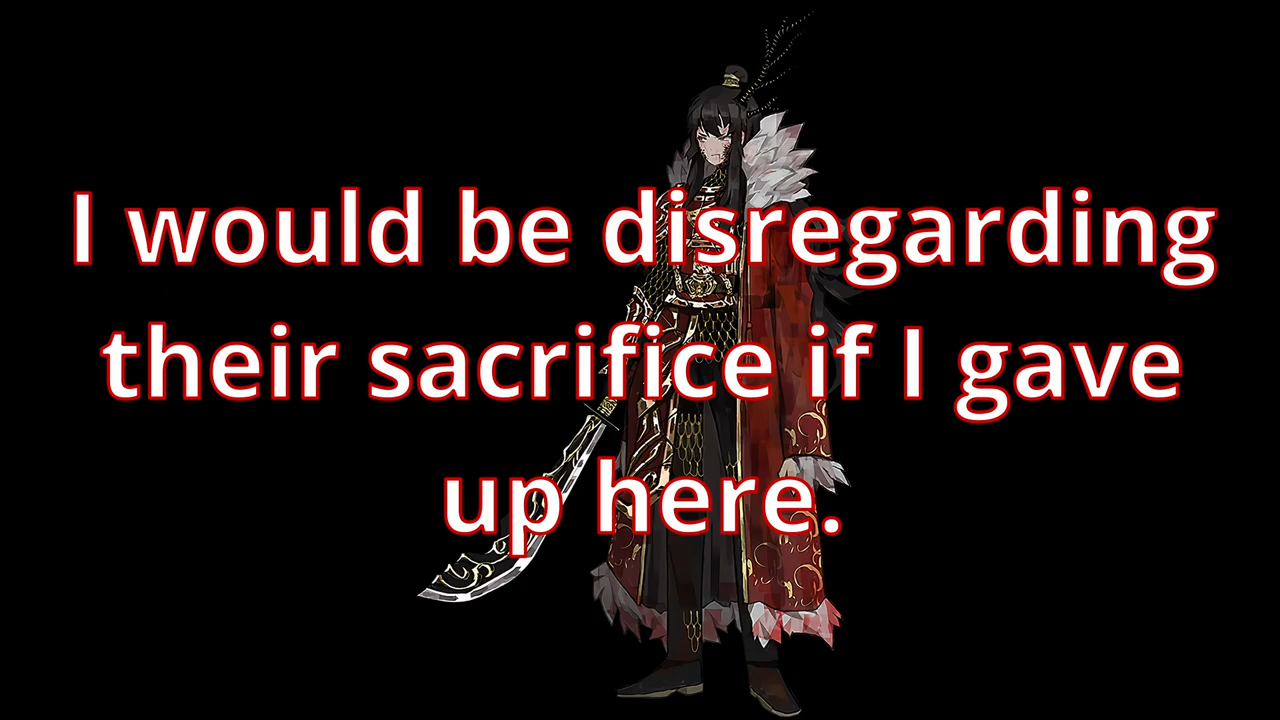 I would be disregarding
their sacrifice if I gave
up here.